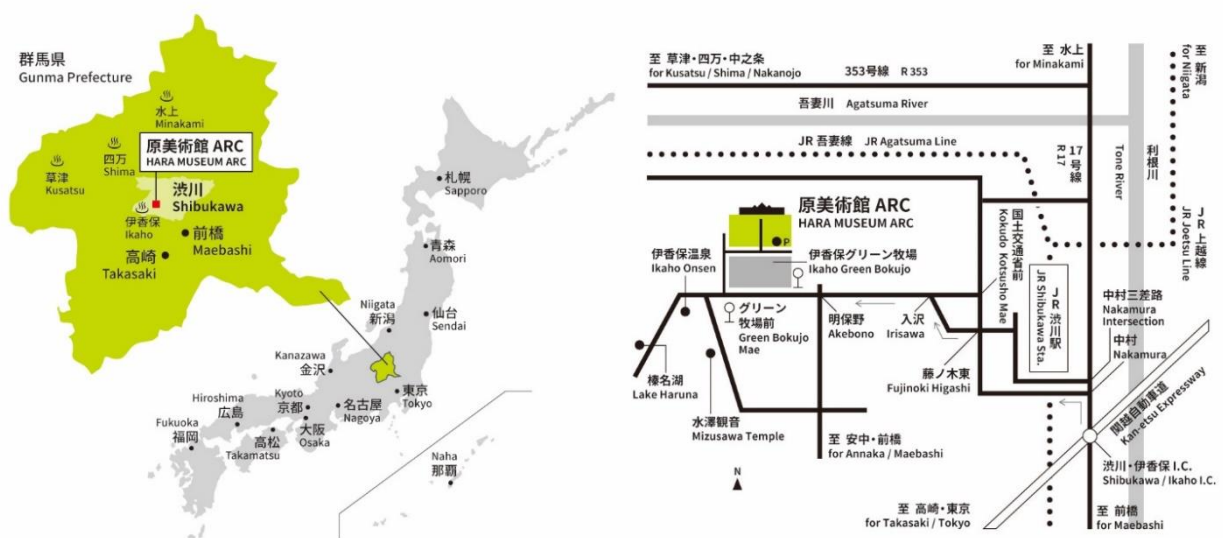 群馬県
Gunma Prefecture
水上
Minakami
原美術館 ARC
HARA MUSEUM ARC
四万
Shima
草津
Kusatsu
渋川
Shibukawa
伊香保
Ikaho
前橋
Maebashi
高崎
Takasaki
札幌
Sapporo
青森
Aomori
仙台
Sendai
Niigata
新潟
Kanazawa
金沢
東京
Tokyo
Kyoto
京都
名古屋
Nagoya
Hiroshima
広島
大阪
Osaka
Fukuoka
福岡
高松
Takamatsu
Naha
那覇
至 草津・四万・中之条
for Kusatsu / Shima / Nakanojo
353号線 R 353
至 水上
for Minakami
至 新潟
for Niigata
吾妻川 Agatsuma River
JR 吾妻線 JR Agatsuma Line
17号線
R 17
利根川
Tone River
JR上越線
JR Joetsu Line
原美術館 ARC
HARA MUSEUM ARC
P
伊香保温泉
Ikaho Onsen
伊香保グリーン牧場
Ikaho Green Bokujo
国土交通省前
Kokudo Kotsusho Mae
JR 渋川駅
JR Shibukawa Sta.
グリーン
牧場前
Green Bokujo
Mae
明保野
Akebono
入沢
Irisawa
中村三差路
Nakamura
Intersection
中村
Nakamura
藤ノ木東
Fujinoki Higashi
榛名湖
Lake Haruna
水澤観音
Mizusawa Temple
至 安中・前橋
for Annaka / Maebashi
関越自動車道
Kan-etsu Expressway
渋川・伊香保 I.C.
Shibukawa / Ikaho I.C.
N
至 高崎・東京
for Takasaki / Tokyo
至 前橋
for Maebashi